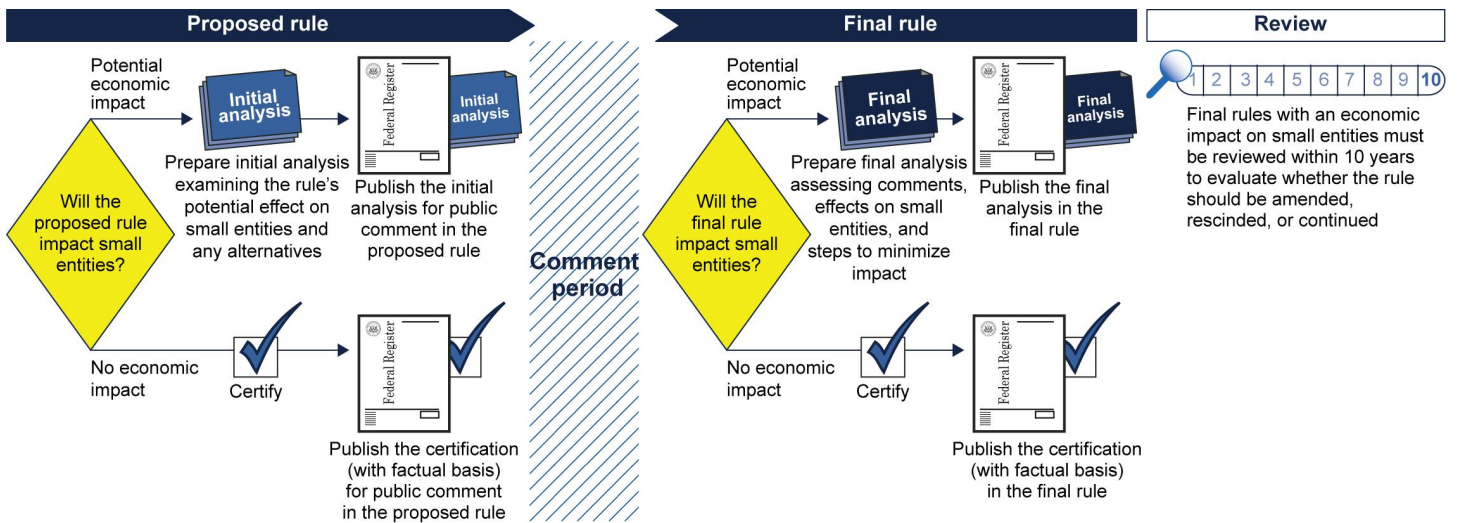 Proposed rule
Potential
economic
impact
Initial
analysis
Federal Register
Initial
analysis
Will the
proposed rule
impact small
entities?
Prepare initial analysis
examining the rule's
potential effect on
small entities and
any alternatives
Publish the initial
analysis for public
comment in the
proposed rule
No economic
impact
Certify
Federal Register
Publish the certification
(with factual basis)
for public comment
in the proposed rule
Comment
period
Final rule
Potential
economic
impact
Final
analysis
Federal Register
Final
analysis
Will the
final rule
impact small
entities?
Prepare final analysis
assessing comments,
effects on small
entities, and
steps to minimize
impact
Publish the final
analysis in the
final rule
No economic
impact
Certify
Federal Register
Publish the certification
(with factual basis)
in the final rule
Review
1 2 3 4 5 6 7 8 9 10
Final rules with an economic
impact on small entities must
be reviewed within 10 years
to evaluate whether the rule
should be amended,
rescinded, or continued